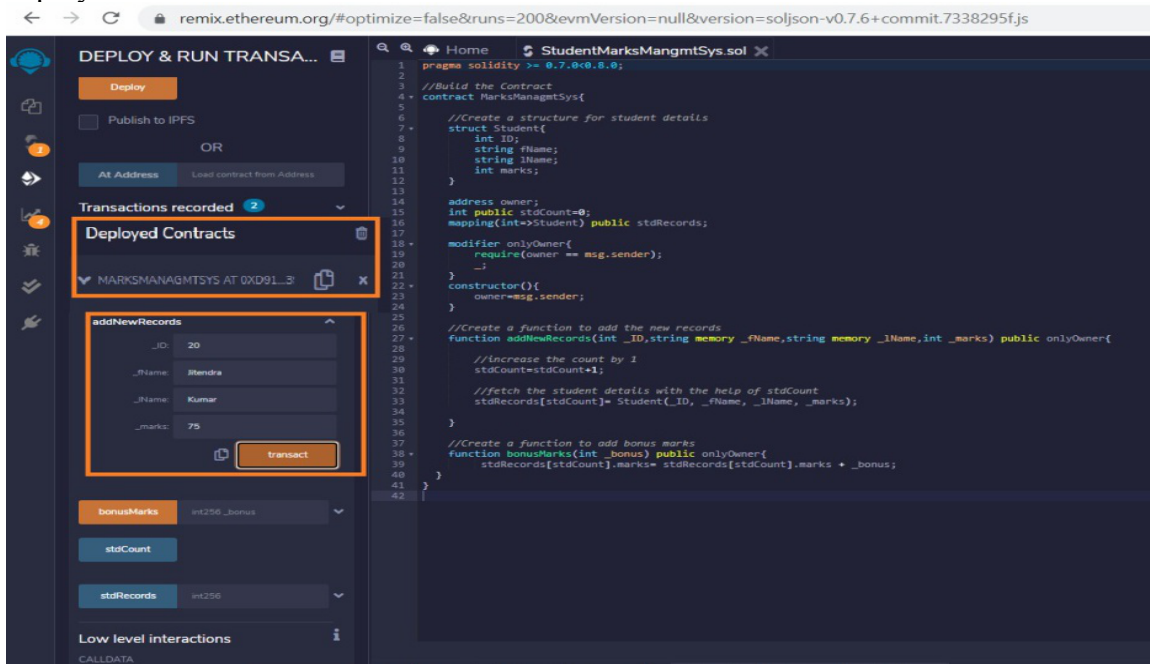 remix.ethereum.org/#optimize=false&runs=200&evmVersion=null&version=soljson-v0.7.6+commit.7338295f.js
DEPLOY & RUN TRANSA...
Deploy
Publish to IPFS
OR
At Address Load contract from Address
Transactions recorded 2
Deployed Contracts
MARKSMANAGMTSYS AT 0XD91...3
addNewRecords
_ID: 20
_fName: Jitendra
_lName: Kumar
_marks: 75
transact
bonusMarks int256 _bonus
stdCount
stdRecords int256
Low level interactions
CALLDATA
1
4
Home StudentMarksMangmtSys.sol
1 pragma solidity >= 0.7.0<0.8.0;
2
3 //Build the Contract
4 contract MarksManagmtSys{
5
6 //Create a structure for student details
7 struct Student{
8 int ID;
9 string fName;
10 string lName;
11 int marks;
12 }
13
14 address owner;
15 int public stdCount=0;
16 mapping(int=>Student) public stdRecords;
17
18 modifier onlyOwner{
19 require(owner == msg.sender);
20 _;
21 }
22 constructor(){
23 owner=msg.sender;
24 }
25
26 //Create a function to add the new records
27 function addNewRecords(int _ID,string memory _fName,string memory _lName,int _marks) public onlyOwner{
28
29 //increase the count by 1
30 stdCount=stdCount+1;
31
32 //fetch the student details with the help of stdCount
33 stdRecords[stdCount]= Student(_ID, _fName, _lName, _marks);
34
35 }
36
37 //Create a function to add bonus marks
38 function bonusMarks(int _bonus) public onlyOwner{
39 stdRecords[stdCount].marks= stdRecords[stdCount].marks + _bonus;
40 }
41 }
42